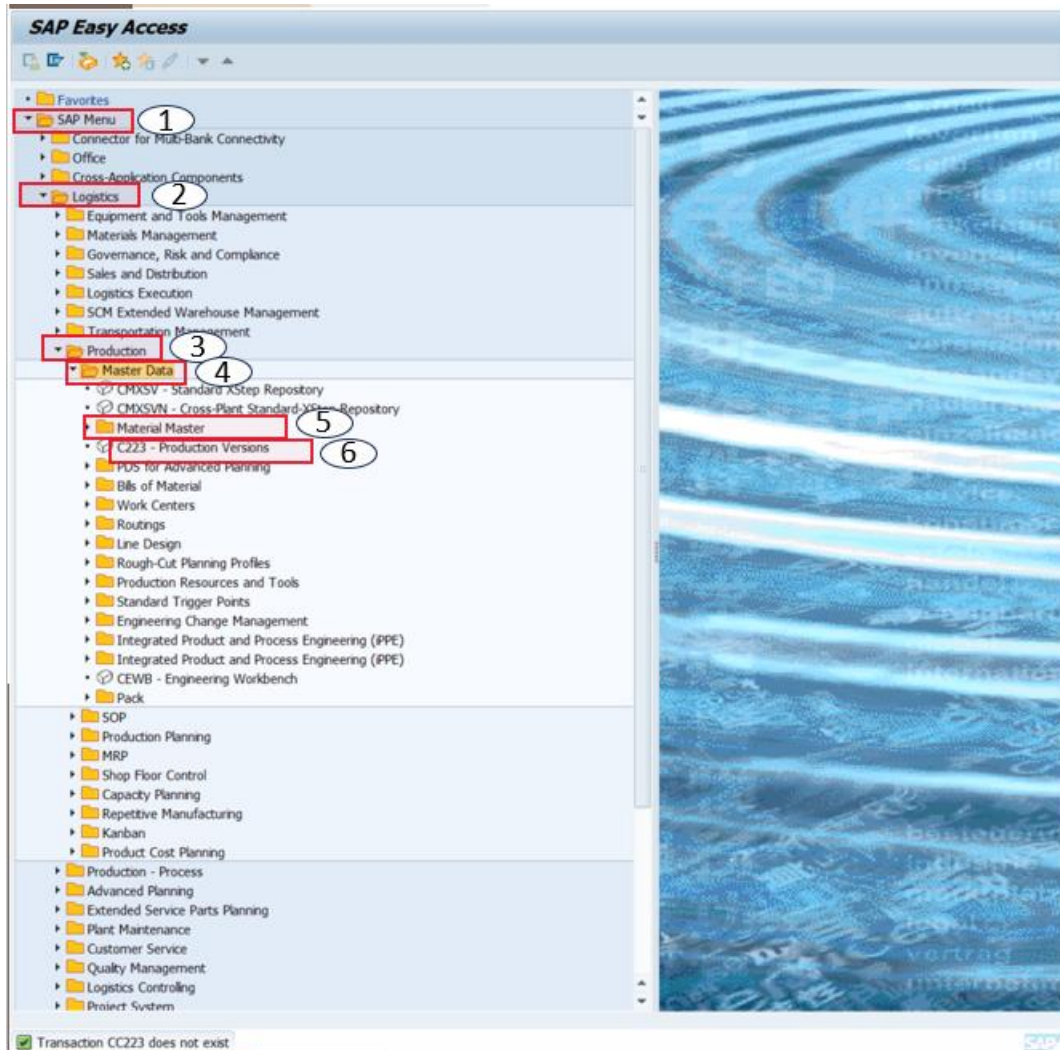 SAP Easy Access
Favorites
SAP Menu 1
Connector for Multi-Bank Connectivity
Office
Cross-Application Components
Logistics 2
Equipment and Tools Management
Materials Management
Governance, Risk and Compliance
Sales and Distribution
Logistics Execution
SCM Extended Warehouse Management
Transportation Management
Production 3
Master Data 4
CMXSV - Standard XStep Repository
CMXSVN - Cross-Plant Standard-XStep Repository
Material Master 5
C223 - Production Versions 6
PDS for Advanced Planning
Bills of Material
Work Centers
Routings
Line Design
Rough-Cut Planning Profiles
Production Resources and Tools
Standard Trigger Points
Engineering Change Management
Integrated Product and Process Engineering (iPPE)
Integrated Product and Process Engineering (iPPE)
CEWB - Engineering Workbench
Pack
SOP
Production Planning
MRP
Shop Floor Control
Capacity Planning
Repetitive Manufacturing
Kanban
Product Cost Planning
Production - Process
Advanced Planning
Extended Service Parts Planning
Plant Maintenance
Customer Service
Quality Management
Logistics Controlling
Project System
vertrag
Transaction CC223 does not exist
SAP